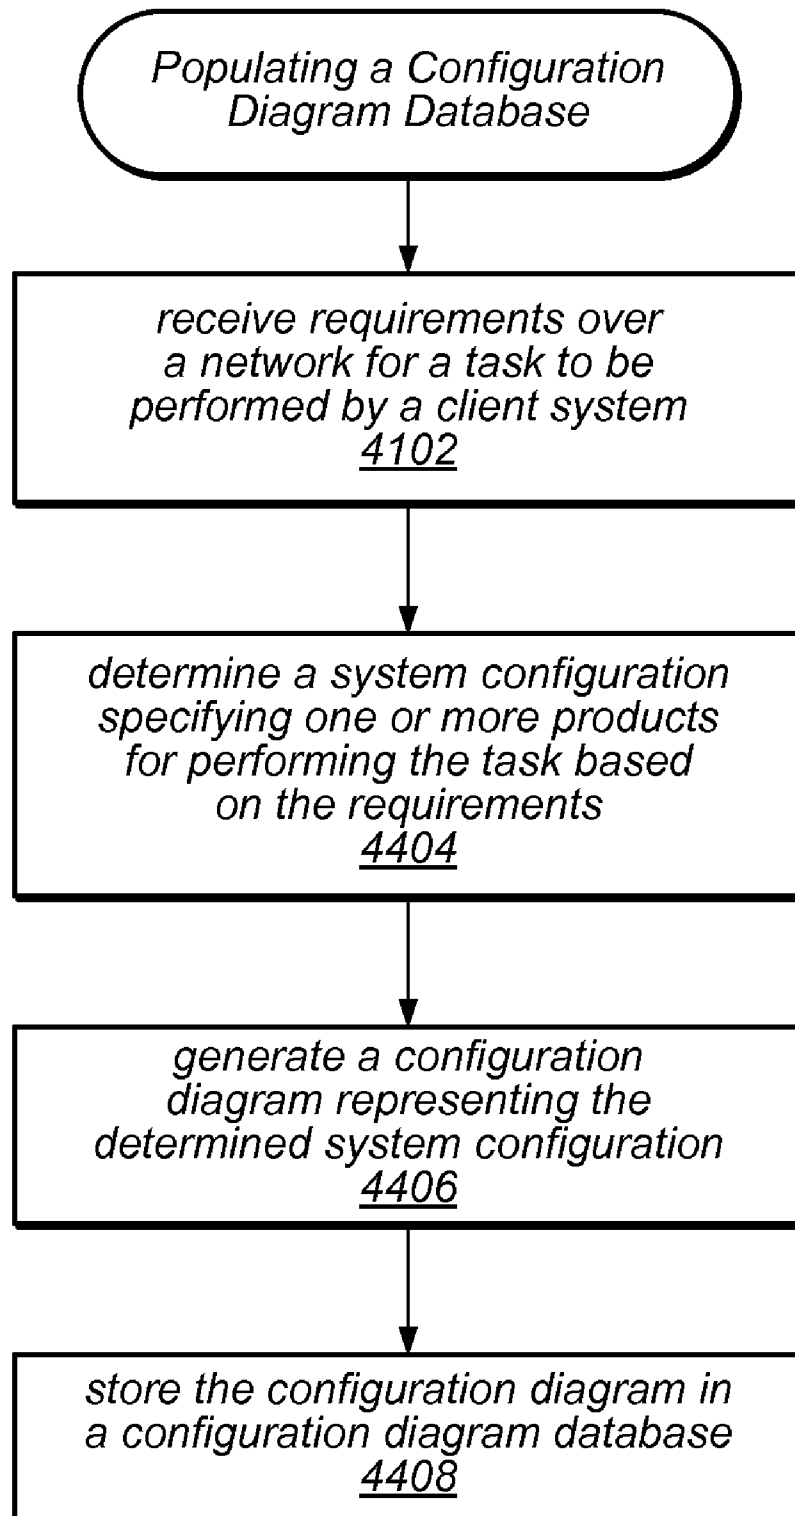 Populating a Configuration
Diagram Database
receive requirements over
a network for a task to be
performed by a client system
4102
determine a system configuration
specifying one or more products
for performing the task based
on the requirements
4404
generate a configuration
diagram representing the
determined system configuration
4406
store the configuration diagram in
a configuration diagram database
4408